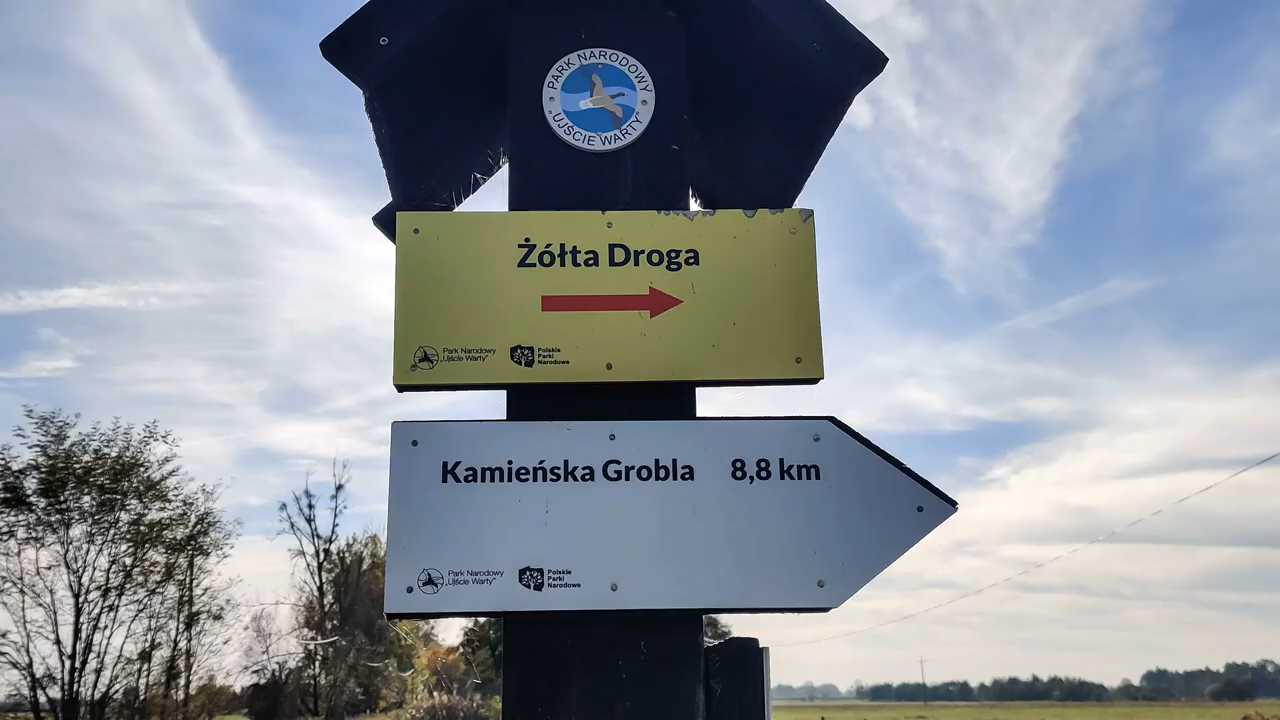 PARK NARODOWY
„UJŚCIE WARTY”
Żółta Droga
Park Narodowy
„Ujście Warty”
Polskie
Parki
Narodowe
Kamieńska Grobla 8,8 km
Park Narodowy
„Ujście Warty”
Polskie
Parki
Narodowe